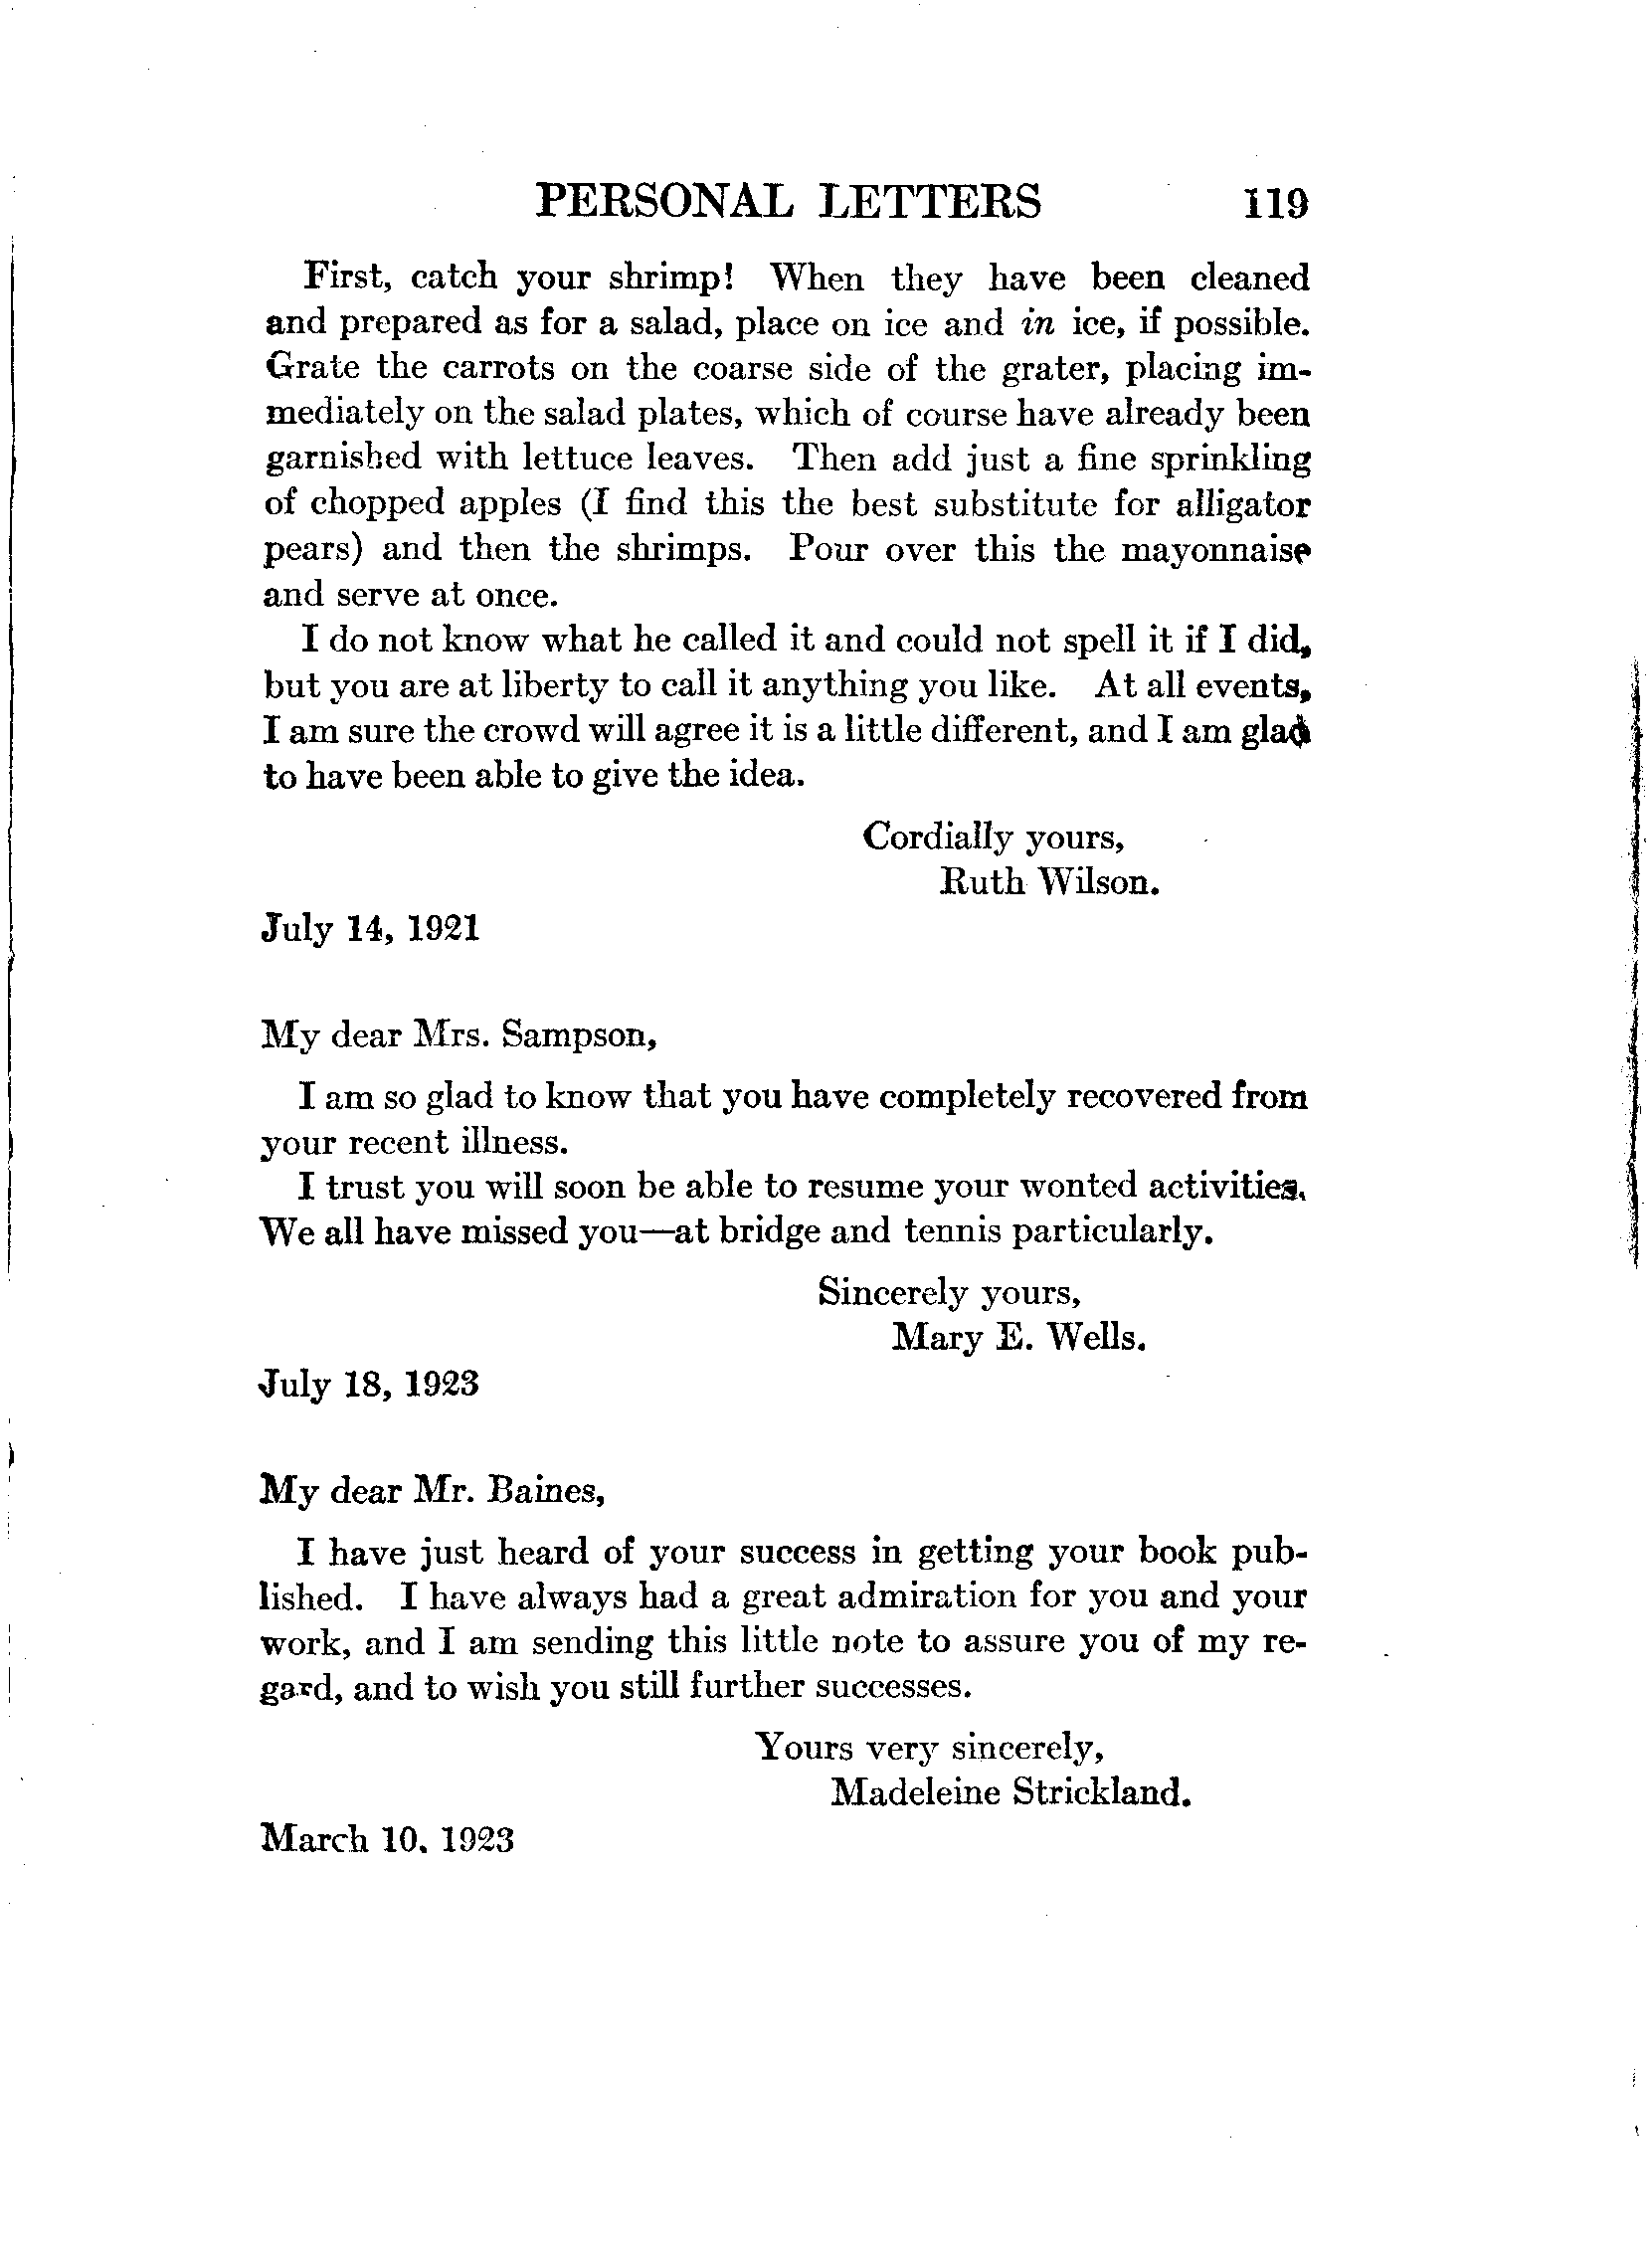 PERSONAL LETTERS 119
First, catch your shrimp! When they have been cleaned
and prepared as for a salad, place on ice and in ice, if possible.
Grate the carrots on the coarse side of the grater, placing im-
mediately on the salad plates, which of course have already been
garnished with lettuce leaves. Then add just a fine sprinkling
of chopped apples (I find this the best substitute for alligator
pears) and then the shrimps. Pour over this the mayonnaise
and serve at once.
I do not know what he called it and could not spell it if I did,
but you are at liberty to call it anything you like. At all events,
I am sure the crowd will agree it is a little different, and I am glad
to have been able to give the idea.
Cordially yours,
Ruth Wilson.
July 14, 1921
My dear Mrs. Sampson,
I am so glad to know that you have completely recovered from
your recent illness.
I trust you will soon be able to resume your wonted activities.
We all have missed you—at bridge and tennis particularly.
Sincerely yours,
Mary E. Wells.
July 18, 1923
My dear Mr. Baines,
I have just heard of your success in getting your book pub-
lished. I have always had a great admiration for you and your
work, and I am sending this little note to assure you of my re-
gard, and to wish you still further successes.
Yours very sincerely,
Madeleine Strickland.
March 10, 1923